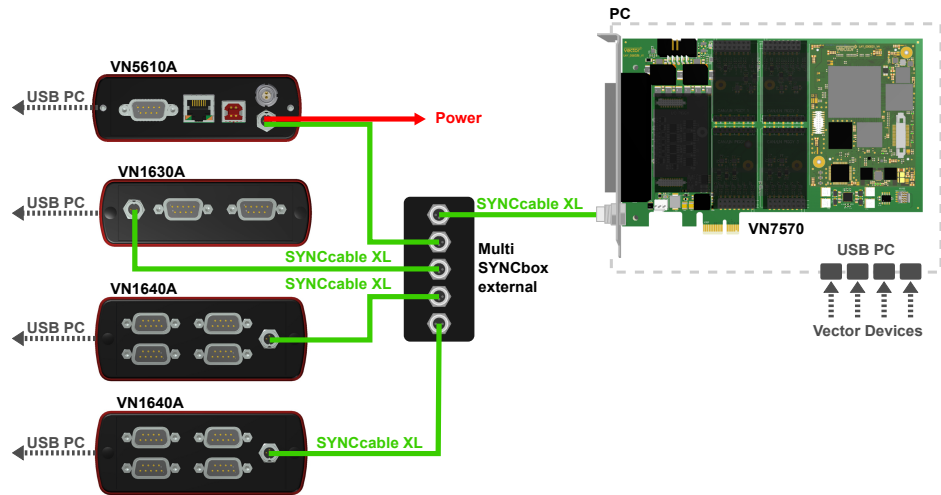 PC
VN5610A
USB PC
Power
VN1630A
USB PC
SYNCcable XL
VN7570
Multi
SYNCbox
external
SYNCcable XL
SYNCcable XL
USB PC
VN1640A
USB PC
Vector Devices
VN1640A
USB PC
SYNCcable XL